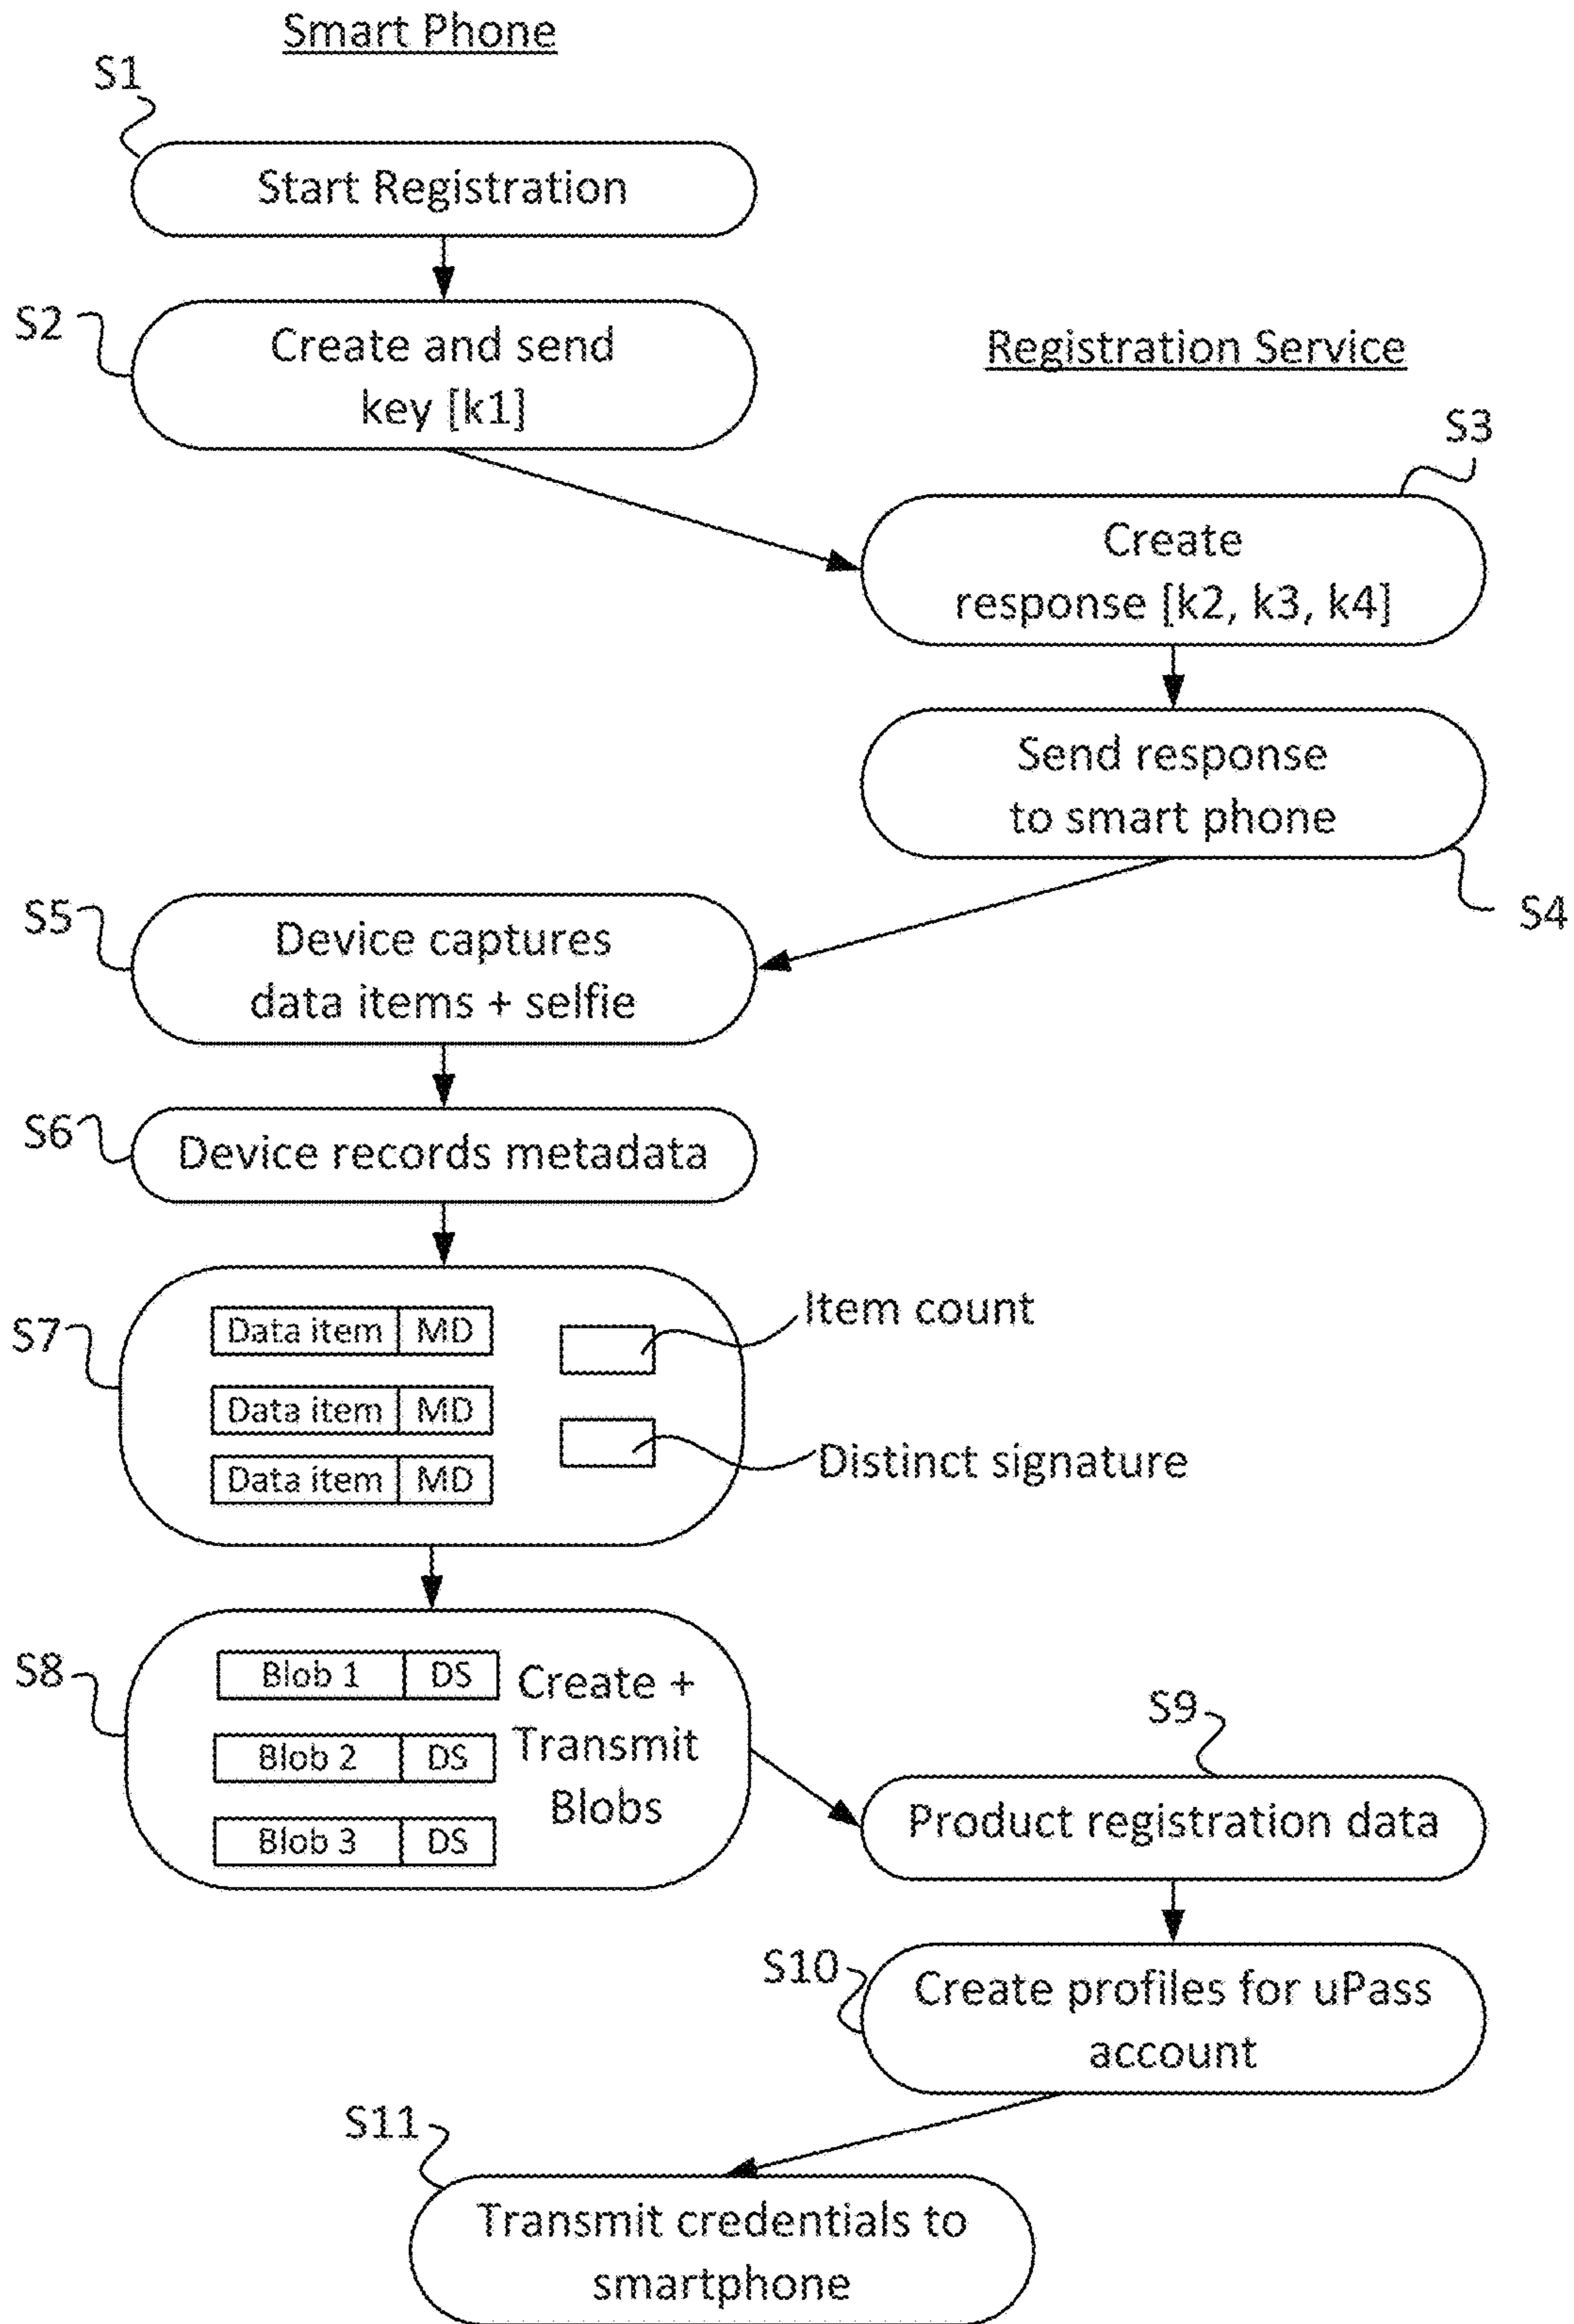 Smart Phone
S1
Start Registration
S2
Create and send
key [k1]
Registration Service
S3
Create
response [k2, k3, k4]
Send response
to smart phone
S4
S5
Device captures
data items + selfie
S6
Device records metadata
S7
Data item MD
Data item MD
Data item MD
Item count
Distinct signature
S8
Blob 1 DS
Blob 2 DS
Blob 3 DS
Create +
Transmit
Blobs
S9
Product registration data
S10
Create profiles for uPass
account
S11
Transmit credentials to
smartphone